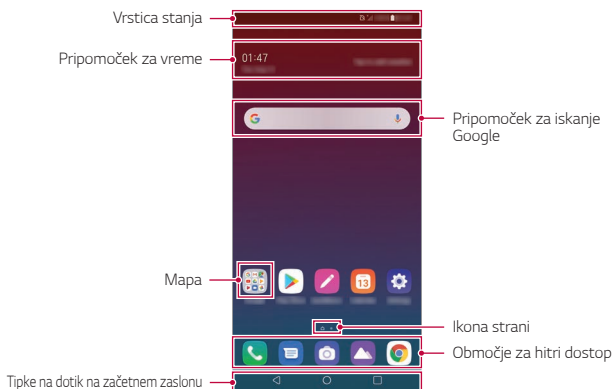 Vrstica stanja
Pripomoček za vreme
01:47
Pripomoček za iskanje
Google
G
Mapa
13
Ikona strani
Območje za hitri dostop
Tipke na dotik na začetnem zaslonu